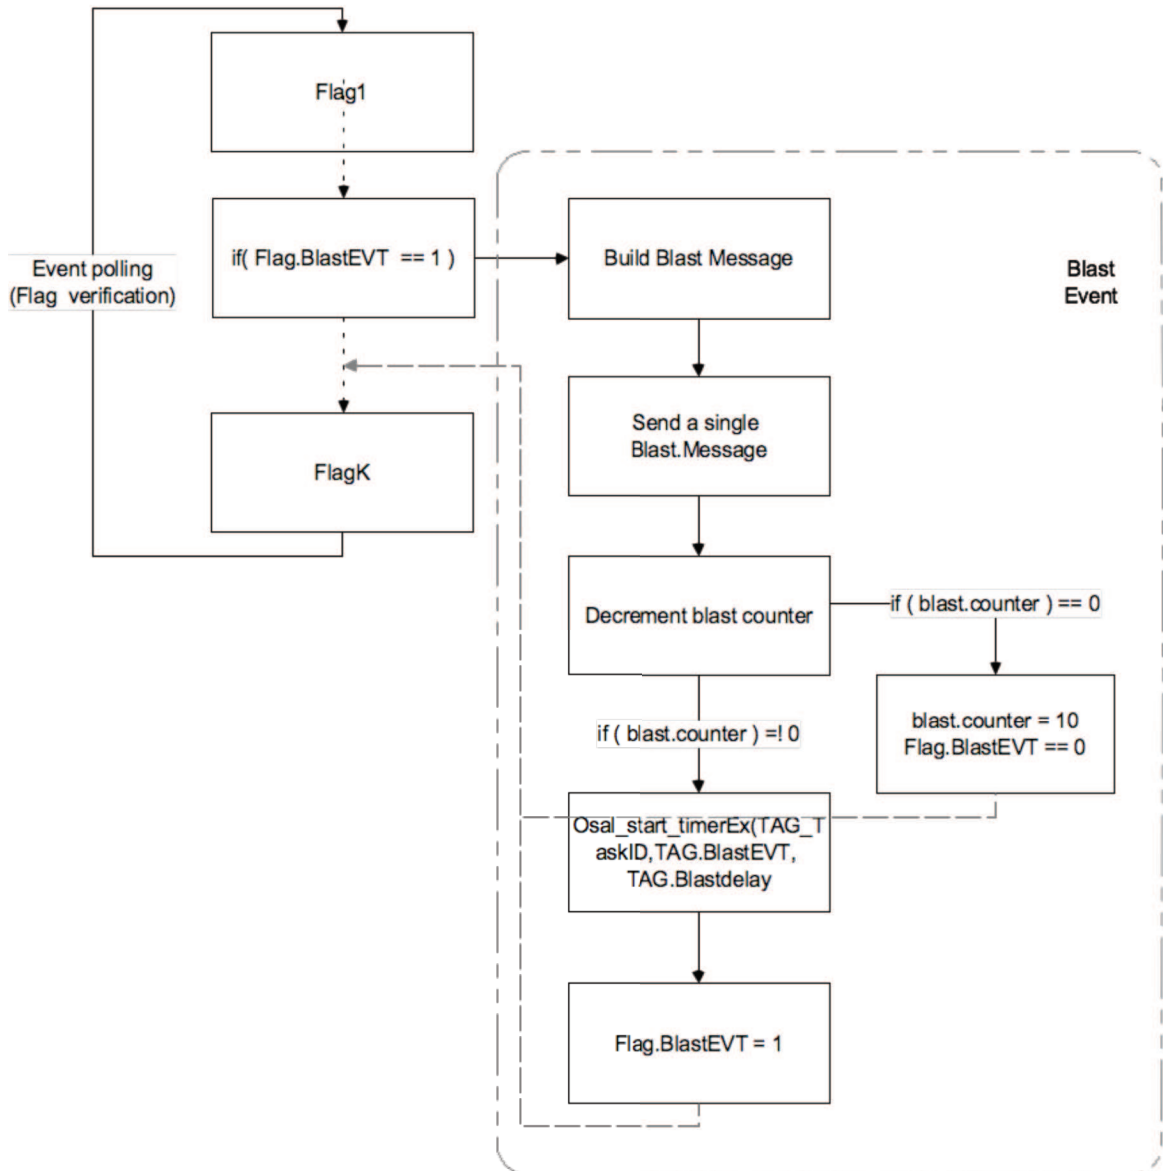 Flag1
if( Flag.BlastEVT == 1 )
Event polling
(Flag verification)
FlagK
Build Blast Message
Blast
Event
Send a single
Blast.Message
Decrement blast counter
if ( blast.counter ) == 0
blast.counter = 10
Flag.BlastEVT == 0
if ( blast.counter ) =! 0
Osal_start_timerEx(TAG_T
askID,TAG.BlastEVT,
TAG.Blastdelay
Flag.BlastEVT = 1